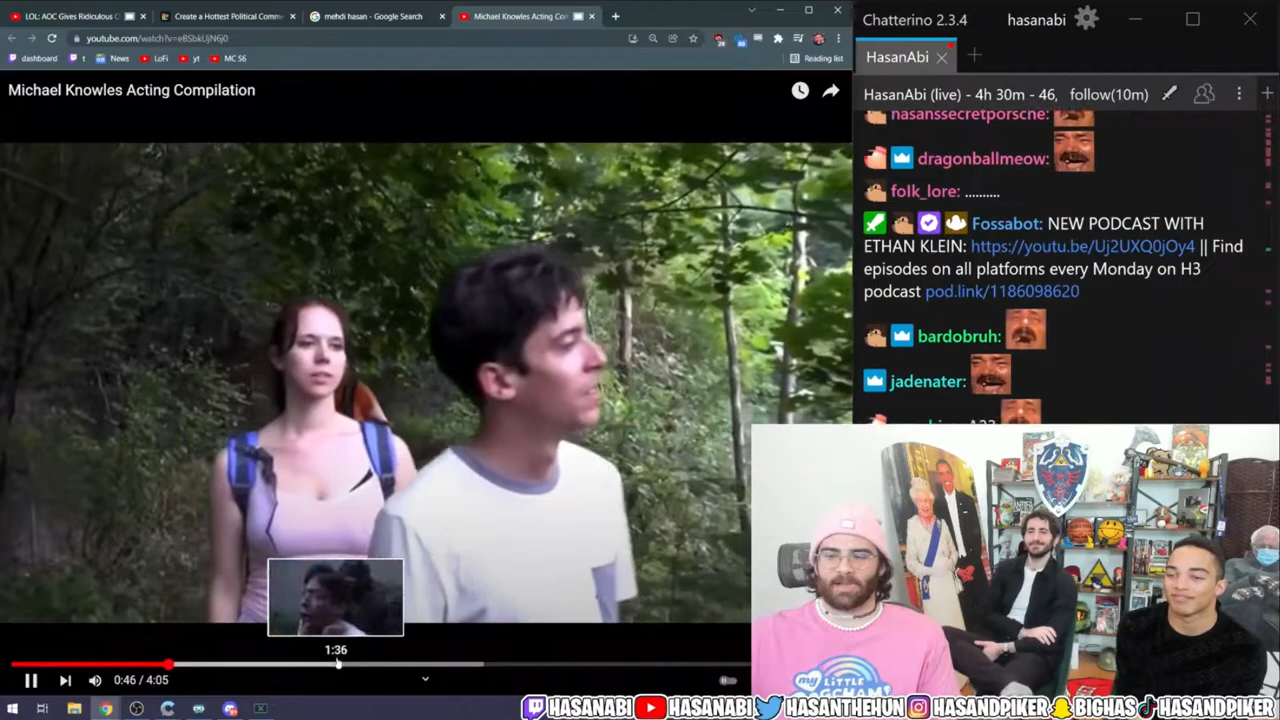 LOL: AOC Gives Ridiculous C
Create a Hottest Political Comme
mehdi hasan - Google Search
Michael Knowles Acting Com
youtube.com/watch?v=eBSbkUjN6j0
dashboard
t
News
LoFi
yt
MC S6
Reading list
Michael Knowles Acting Compilation
1:36
0:46 / 4:05
Chatterino 2.3.4
hasanabi
HasanAbi
HasanAbi (live) - 4h 30m - 46,
follow(10m)
hasanssecretporsche:
dragonballmeow:
folk_lore: ..........
Fossabot: NEW PODCAST WITH
ETHAN KLEIN: https://youtu.be/Uj2UXQ0jOy4 || Find
episodes on all platforms every Monday on H3
podcast pod.link/1186098620
bardobruh:
jadenater:
my
LITTLE
HASANABI
HASANABI
HASANTHEHUN
HASANDPIKER
BIGHAS
HASANDPIKER